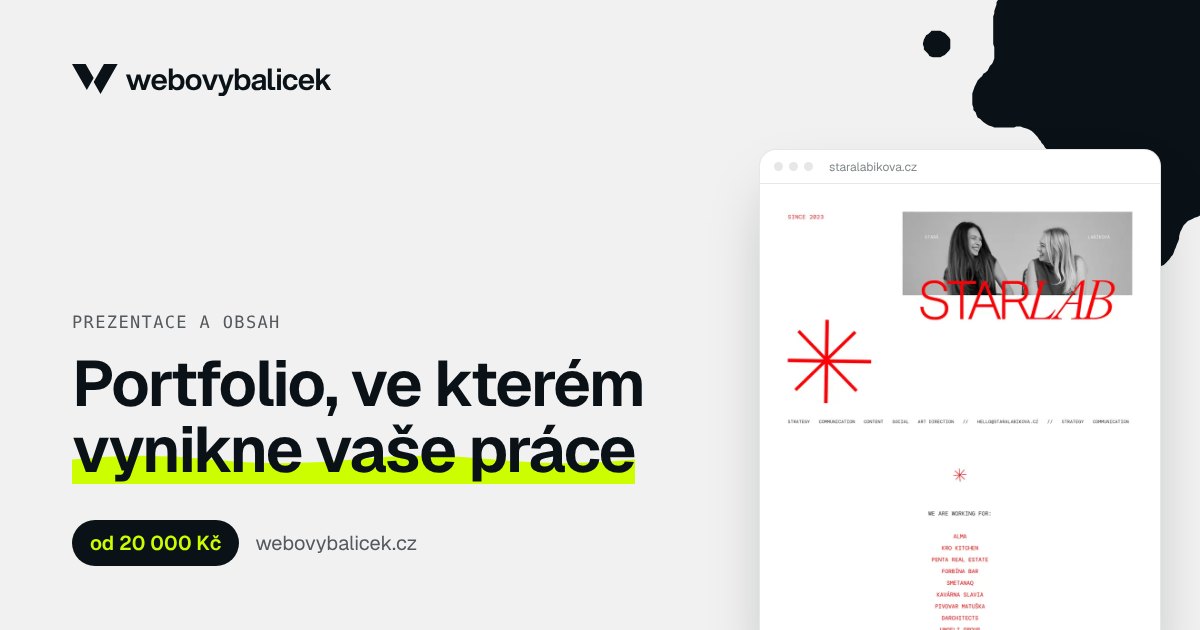 webovybalicek
PREZENTACE A OBSAH
Portfolio, ve kterém
vynikne vaše práce
od 20 000 Kč
webovybalicek.cz
staralabikova.cz
SINCE 2023
STARLAB
STRATEGY COMMUNICATION CONTENT SOCIAL ART DIRECTION // HELLO@STARALABIKOVA.CZ // STRATEGY COMMUNICATION
WE ARE WORKING FOR:
ALMA
KRO KITCHEN
PENTA REAL ESTATE
FORBÍNA BAR
SMETANAQ
KAVÁRNA SLAVIA
PIVOVAR MATUŠKA
DARCHITECTS